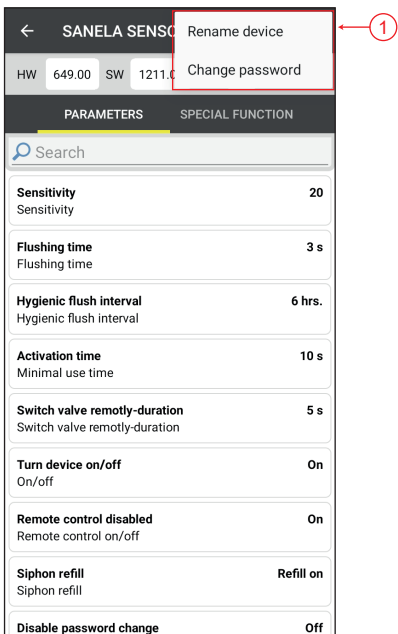 SANELA SENSO
Rename device
Change password
1
HW 649.00 SW 1211.0
PARAMETERS SPECIAL FUNCTION
Search
Sensitivity 20
Sensitivity
Flushing time 3 s
Flushing time
Hygienic flush interval 6 hrs.
Hygienic flush interval
Activation time 10 s
Minimal use time
Switch valve remotly-duration 5 s
Switch valve remotly-duration
Turn device on/off On
On/off
Remote control disabled On
Remote control on/off
Siphon refill Refill on
Siphon refill
Disable password change Off